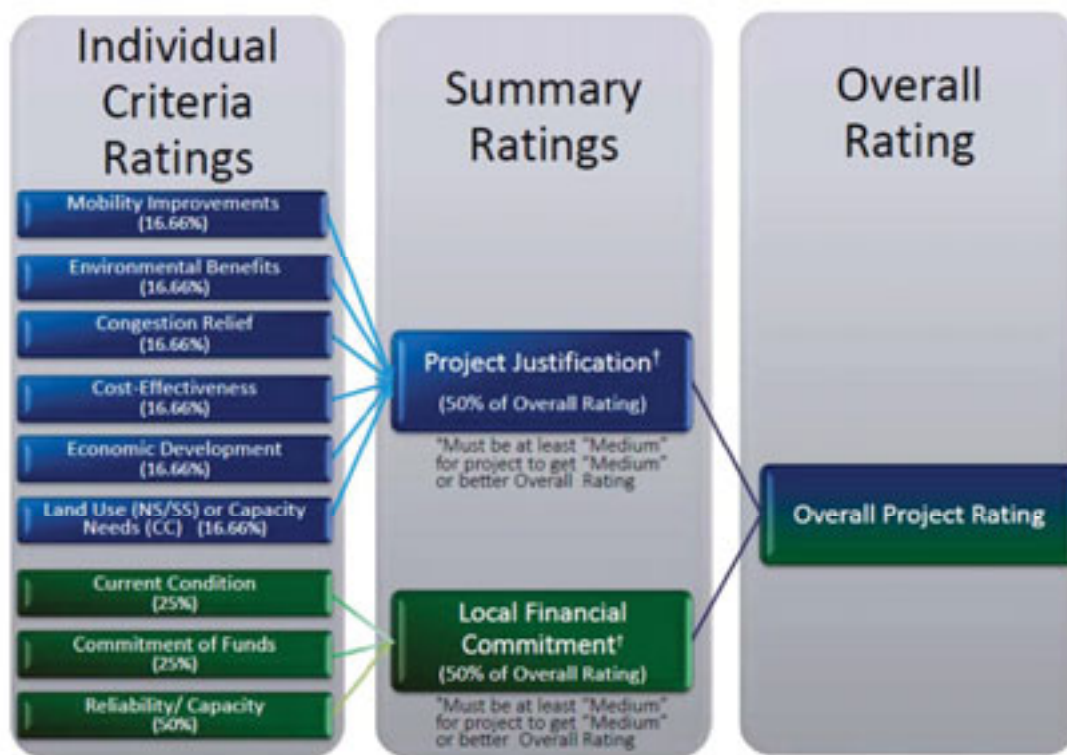 Individual
Criteria
Ratings
Mobility Improvements
(16.66%)
Environmental Benefits
(16.66%)
Congestion Relief
(16.66%)
Cost-Effectiveness
(16.66%)
Economic Development
(16.66%)
Land Use (NS/SS) or Capacity
Needs (CC) (16.66%)
Current Condition
(25%)
Commitment of Funds
(25%)
Reliability/ Capacity
(50%)
Summary
Ratings
Project Justification†
(50% of Overall Rating)
"Must be at least "Medium"
for project to get "Medium"
or better Overall Rating
Local Financial
Commitment†
(50% of Overall Rating)
"Must be at least "Medium"
for project to get "Medium"
or better Overall Rating
Overall
Rating
Overall Project Rating